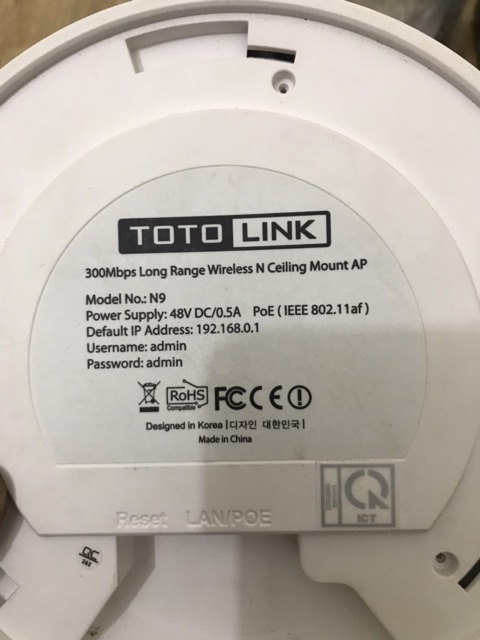 TOTO LINK
300Mbps Long Range Wireless N Ceiling Mount AP
Model No.: N9
Power Supply: 48V DC/0.5A PoE ( IEEE 802.11af )
Default IP Address: 192.168.0.1
Username: admin
Password: admin
RoHS
Compatible
FC CE
Designed in Korea |디자인 대한민국|
Made in China
Reset LAN/POE
ICT
QC